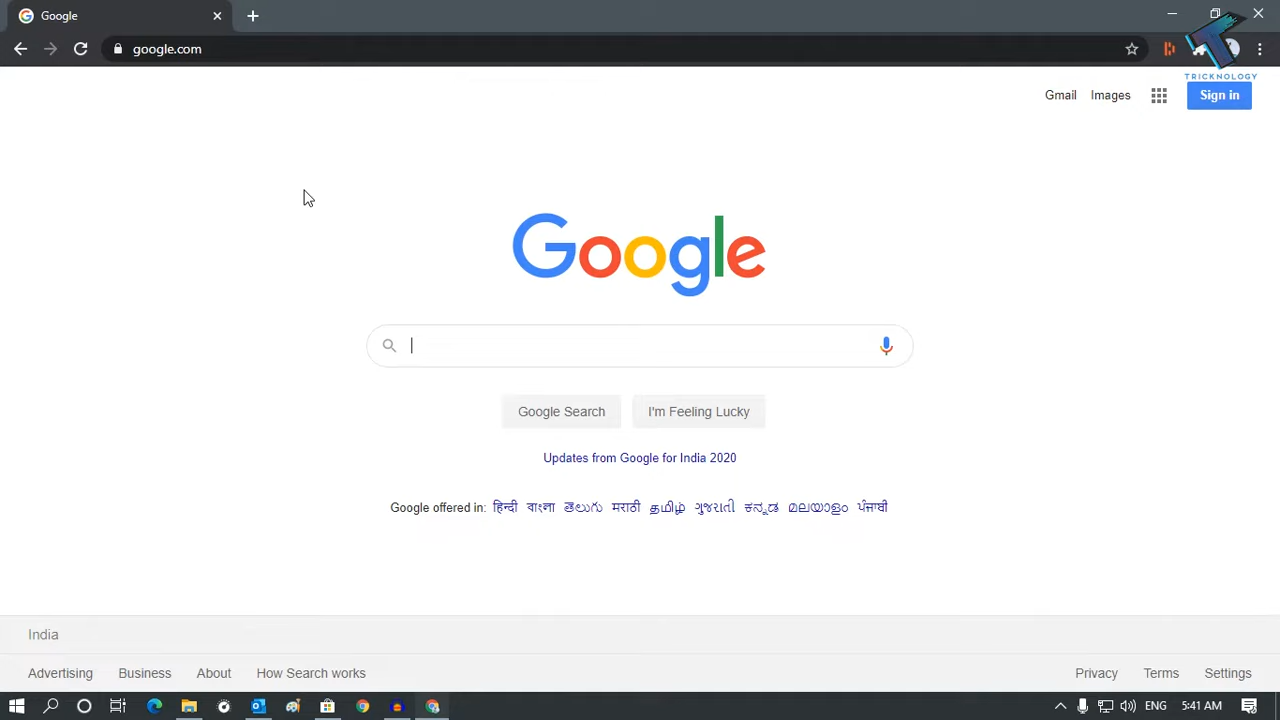 Google
google.com
TRICKNOLOGY
Gmail Images Sign in
Google
Google Search I'm Feeling Lucky
Updates from Google for India 2020
Google offered in: हिन्दी বাংলা తెలుగు मराठी தமிழ் ગુજરાતી ಕನ್ನಡ മലയാളം ਪੰਜਾਬੀ
India
Advertising Business About How Search works Privacy Terms Settings
ENG 5:41 AM